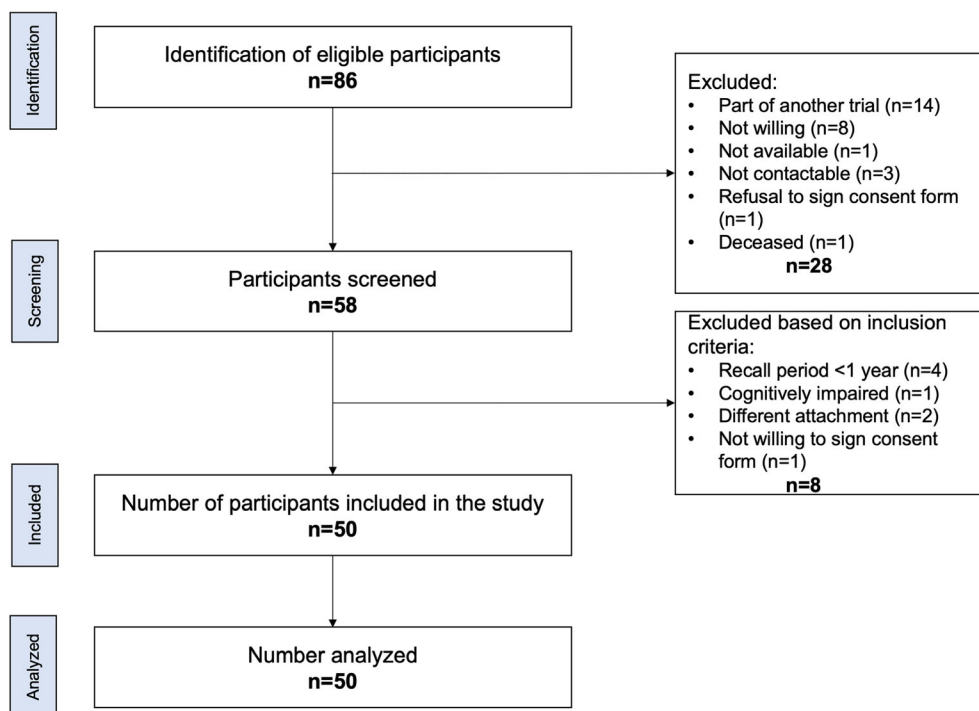 Identification
Identification of eligible participants
n=86
Excluded:
• Part of another trial (n=14)
• Not willing (n=8)
• Not available (n=1)
• Not contactable (n=3)
• Refusal to sign consent form
(n=1)
• Deceased (n=1)
n=28
Screening
Participants screened
n=58
Excluded based on inclusion
criteria:
• Recall period <1 year (n=4)
• Cognitively impaired (n=1)
• Different attachment (n=2)
• Not willing to sign consent
form (n=1)
n=8
Included
Number of participants included in the study
n=50
Analyzed
Number analyzed
n=50